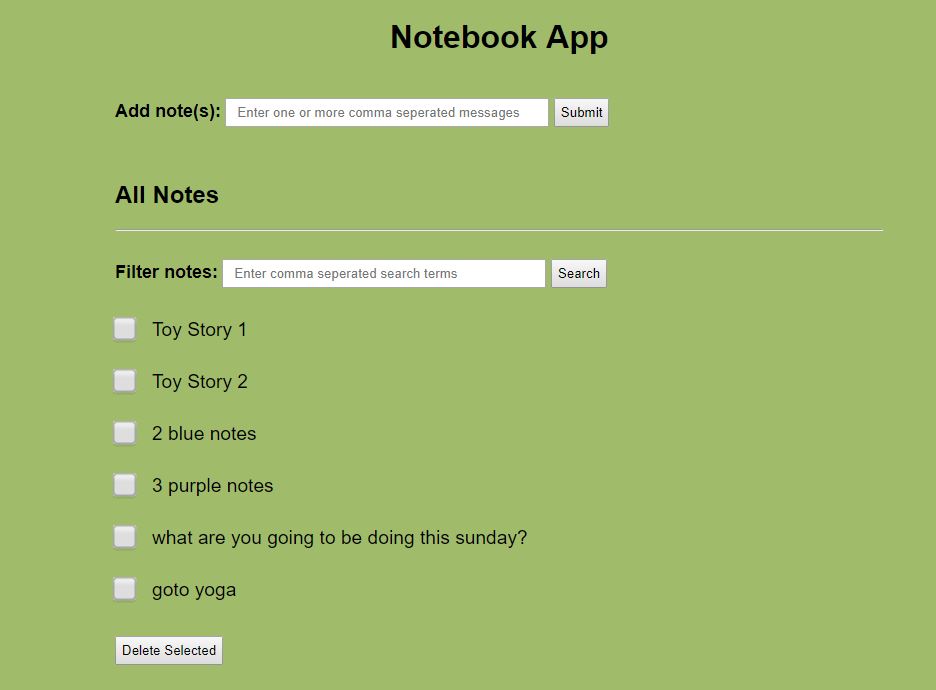 Notebook App
Add note(s): Enter one or more comma seperated messages Submit
All Notes
Filter notes: Enter comma seperated search terms Search
Toy Story 1
Toy Story 2
2 blue notes
3 purple notes
what are you going to be doing this sunday?
goto yoga
Delete Selected